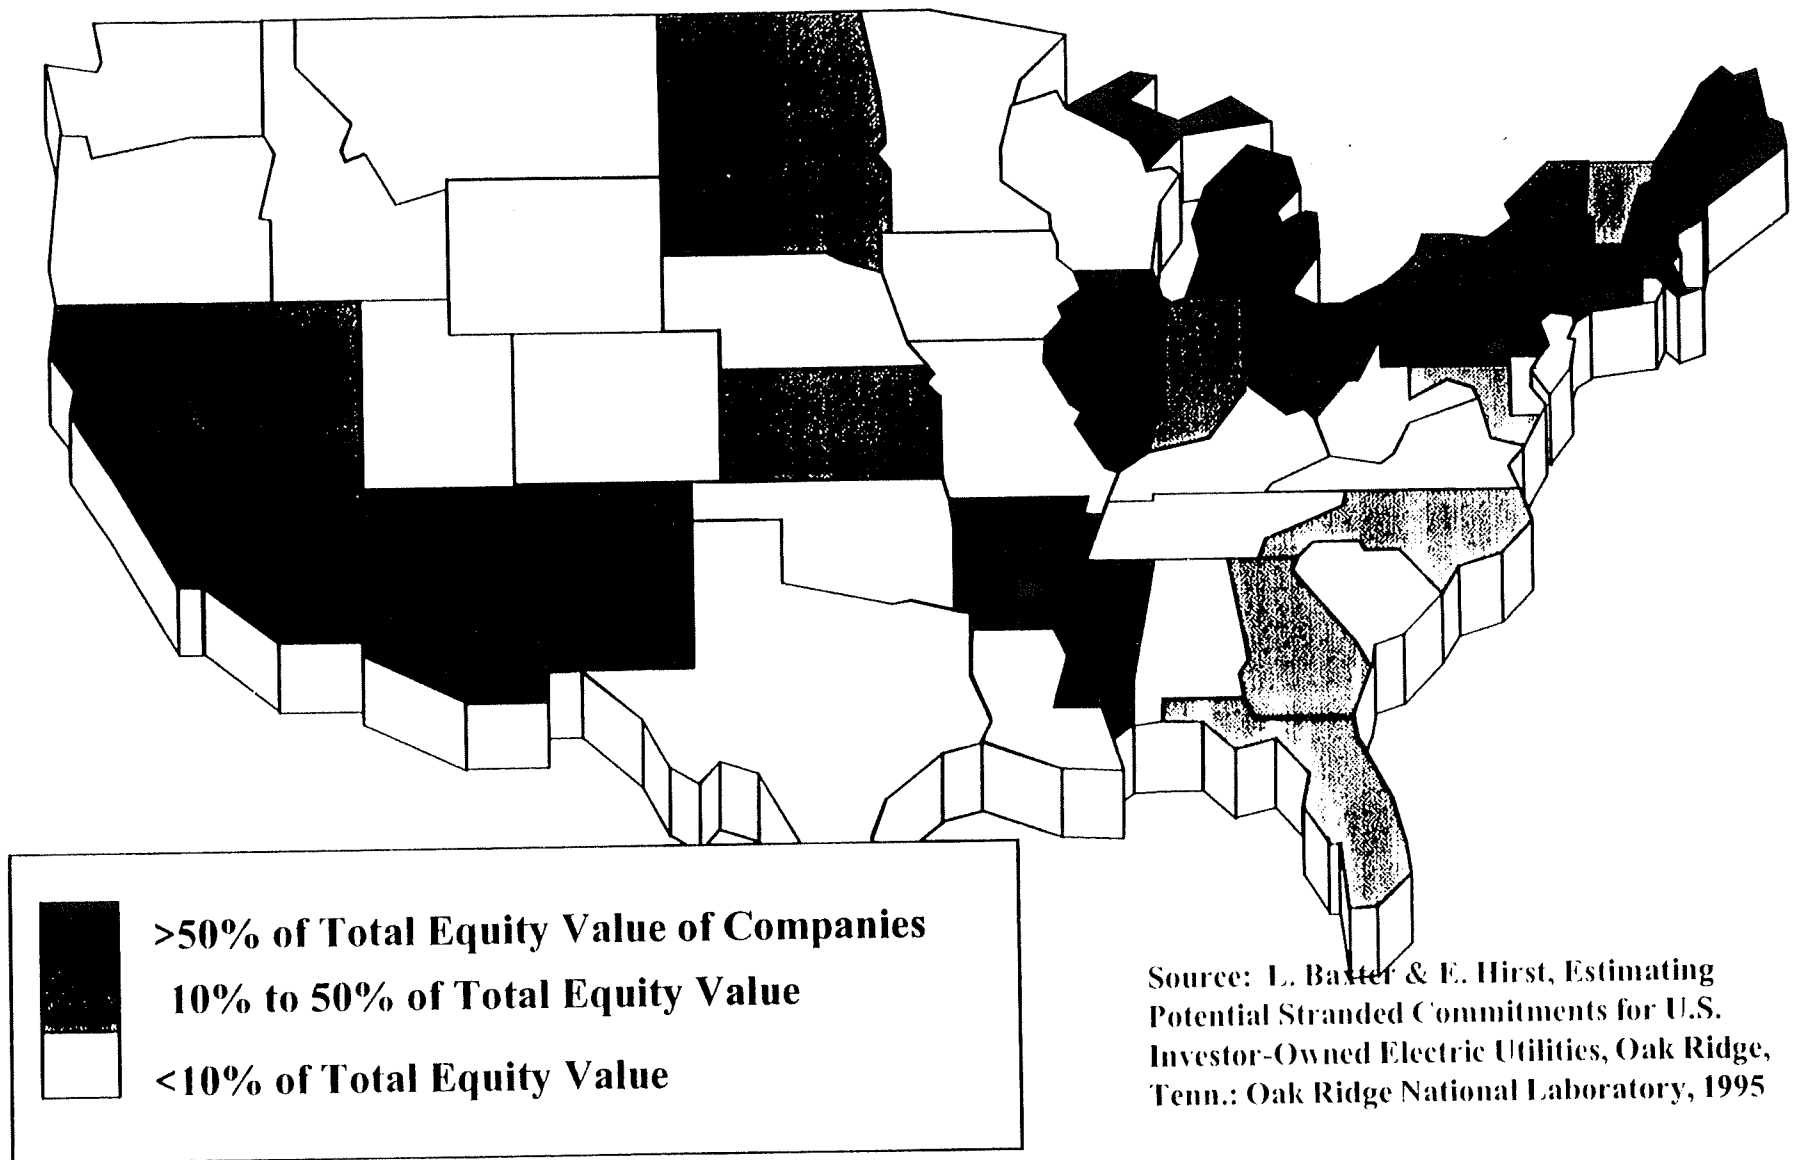 >50% of Total Equity Value of Companies
10% to 50% of Total Equity Value
<10% of Total Equity Value
Source: L. Baxter & E. Hirst, Estimating
Potential Stranded Commitments for U.S.
Investor-Owned Electric Utilities, Oak Ridge,
Tenn.: Oak Ridge National Laboratory, 1995